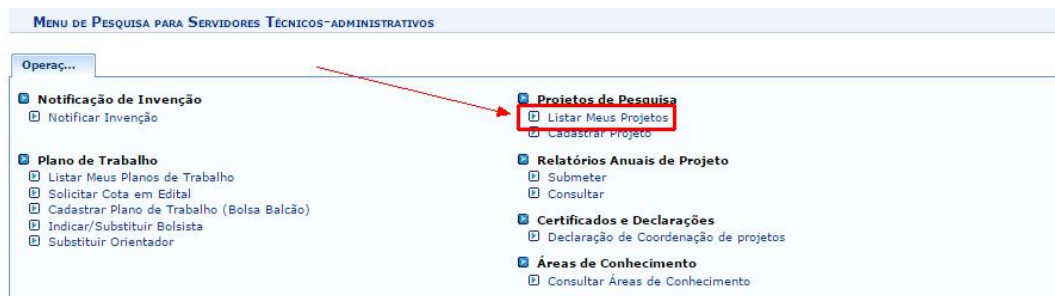 MENU DE PESQUISA PARA SERVIDORES TÉCNICOS-ADMINISTRATIVOS
Operaç...
Notificação de Invenção
Notificar Invenção
Plano de Trabalho
Listar Meus Planos de Trabalho
Solicitar Cota em Edital
Cadastrar Plano de Trabalho (Bolsa Balcão)
Indicar/Substituir Bolsista
Substituir Orientador
Projetos de Pesquisa
Listar Meus Projetos
Cadastrar Projeto
Relatórios Anuais de Projeto
Submeter
Consultar
Certificados e Declarações
Declaração de Coordenação de projetos
Áreas de Conhecimento
Consultar Áreas de Conhecimento